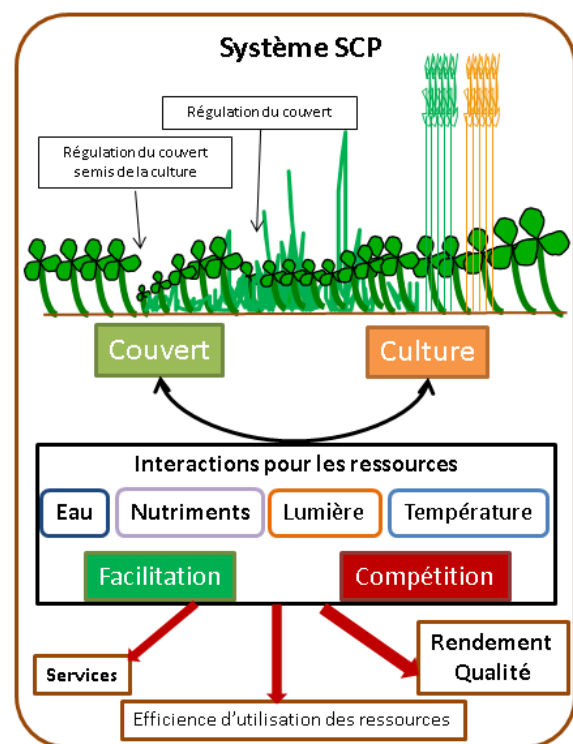 Système SCP
Régulation du couvert
Régulation du couvert
semis de la culture
Couvert
Culture
Interactions pour les ressources
Eau
Nutriments
Lumière
Température
Facilitation
Compétition
Services
Rendement
Qualité
Efficience d'utilisation des ressources